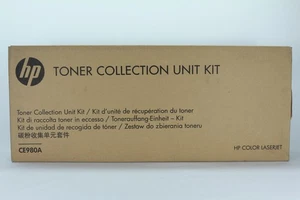 hp TONER COLLECTION UNIT KIT
Toner Collection Unit Kit / Kit d'unité de récupération du toner
Kit di raccolta toner in eccesso / Tonerauffang-Einheit – Kit
Kit de unidad de recogida de tóner / Zestaw do zbierania toneru
碳粉收集单元套件
CE980A
HP COLOR LASERJET